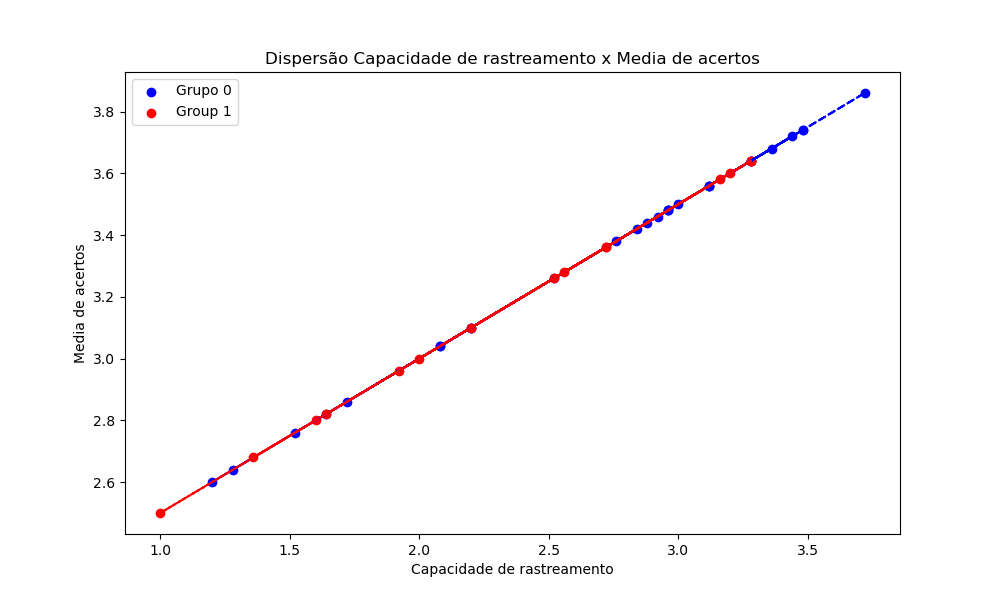 Dispersão Capacidade de rastreamento x Media de acertos
Grupo 0
Group 1
3.8
3.6
3.4
3.2
3.0
2.8
2.6
Media de acertos
1.0 1.5 2.0 2.5 3.0 3.5
Capacidade de rastreamento